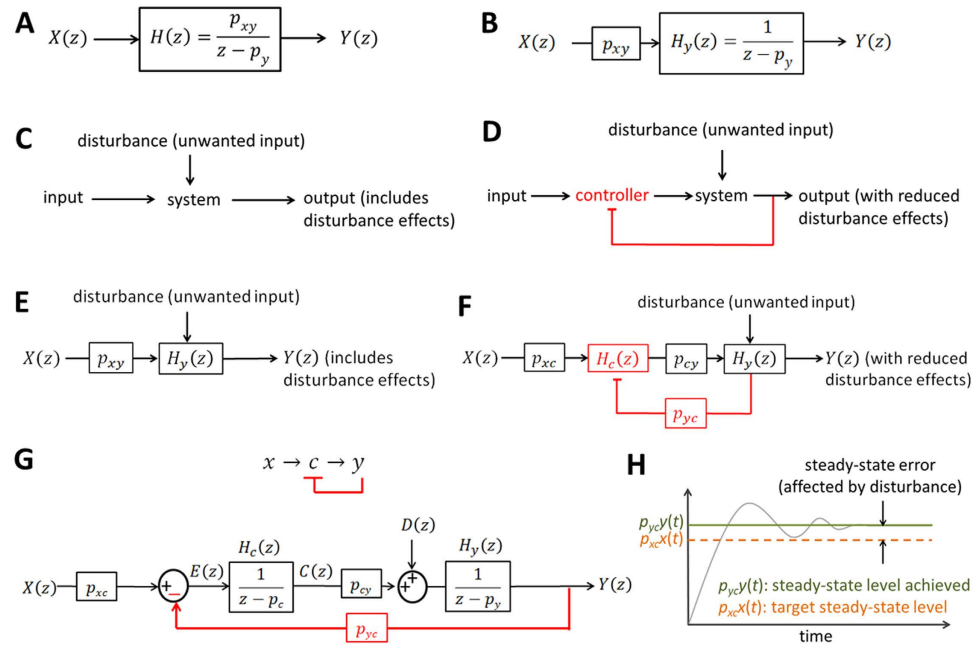 A
X(z)
H(z) = p_xy / (z − p_y)
Y(z)
B
X(z)
p_xy
H_y(z) = 1 / (z − p_y)
Y(z)
C
disturbance (unwanted input)
input
system
output (includes
disturbance effects)
D
disturbance (unwanted input)
input
controller
system
output (with reduced
disturbance effects)
E
disturbance (unwanted input)
X(z)
p_xy
H_y(z)
Y(z) (includes
disturbance effects)
F
disturbance (unwanted input)
X(z)
p_xc
H_c(z)
p_cy
H_y(z)
Y(z) (with reduced
disturbance effects)
p_yc
G
x → c → y
D(z)
H_c(z)
H_y(z)
X(z)
p_xc
+
−
E(z)
1 / (z − p_c)
C(z)
p_cy
+
+
1 / (z − p_y)
Y(z)
p_yc
H
steady-state error
(affected by disturbance)
p_yc y(t)
p_xc x(t)
p_yc y(t): steady-state level achieved
p_xc x(t): target steady-state level
time